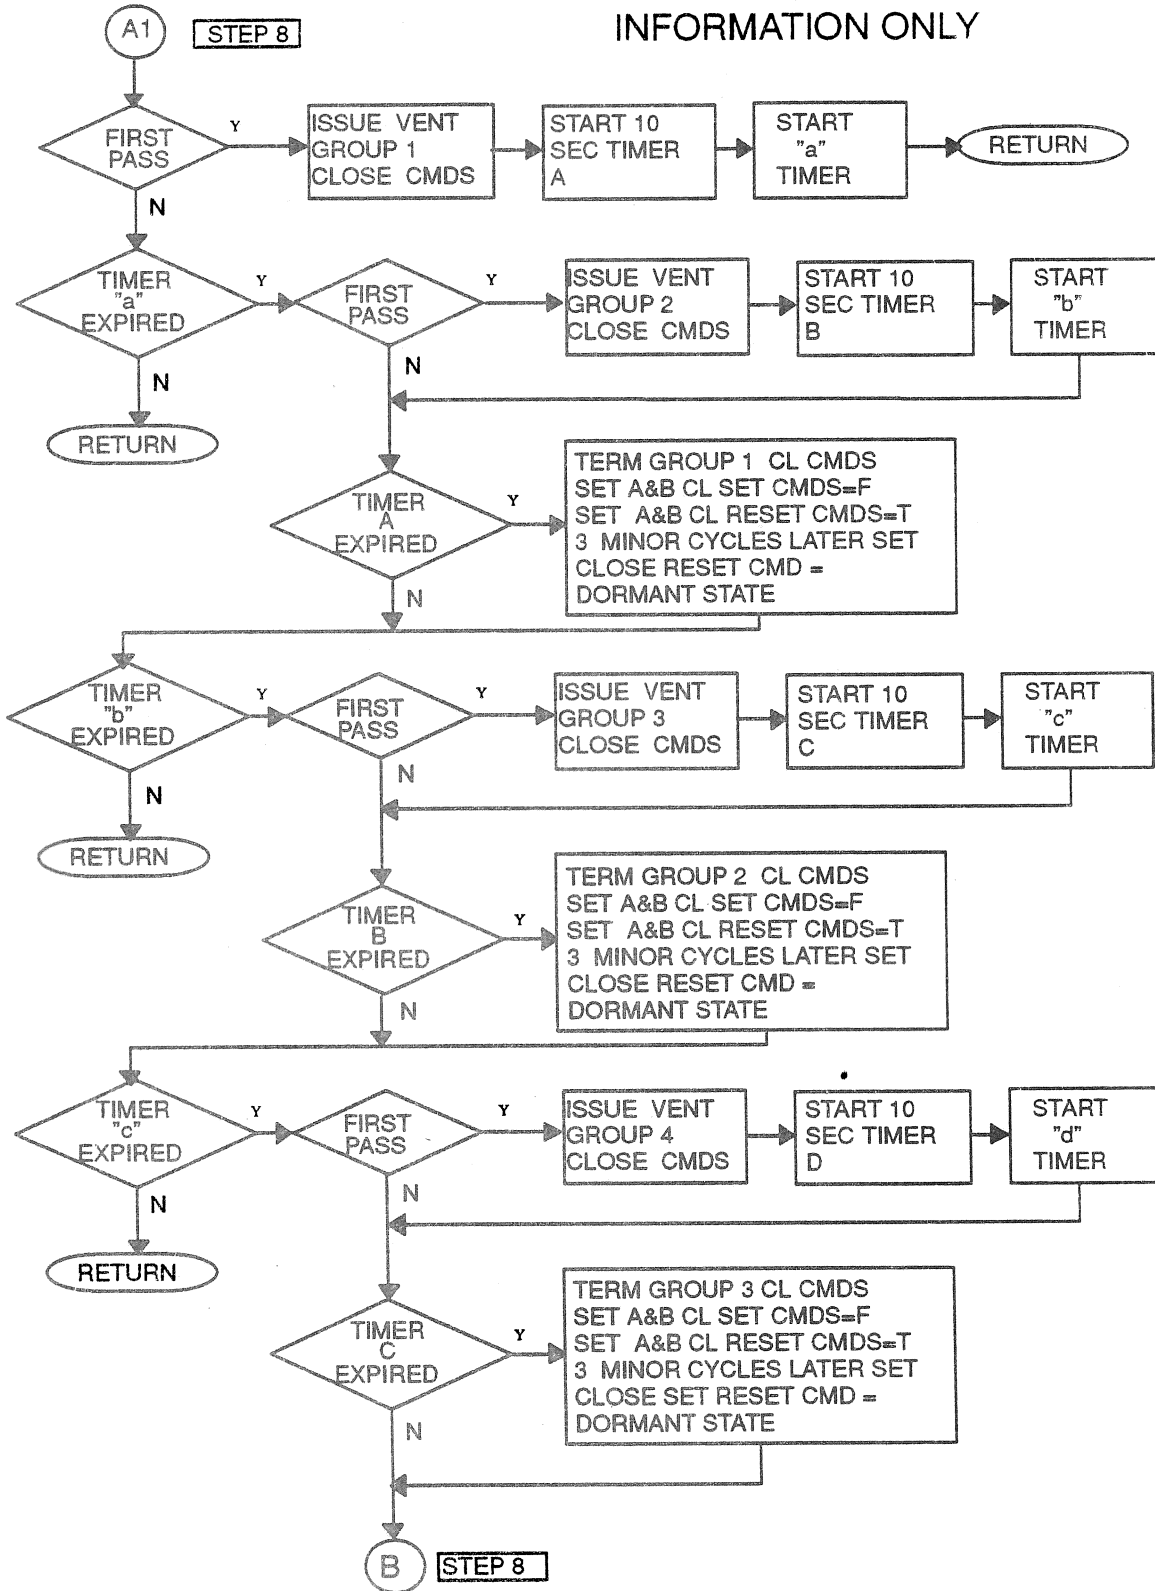 A1
STEP 8
INFORMATION ONLY
FIRST
PASS
Y
ISSUE VENT
GROUP 1
CLOSE CMDS
START 10
SEC TIMER
A
START
"a"
TIMER
RETURN
N
TIMER
"a"
EXPIRED
Y
FIRST
PASS
Y
ISSUE VENT
GROUP 2
CLOSE CMDS
START 10
SEC TIMER
B
START
"b"
TIMER
N
RETURN
N
TIMER
A
EXPIRED
Y
TERM GROUP 1 CL CMDS
SET A&B CL SET CMDS=F
SET A&B CL RESET CMDS=T
3 MINOR CYCLES LATER SET
CLOSE RESET CMD =
DORMANT STATE
N
TIMER
"b"
EXPIRED
Y
FIRST
PASS
Y
ISSUE VENT
GROUP 3
CLOSE CMDS
START 10
SEC TIMER
C
START
"c"
TIMER
N
RETURN
N
TIMER
B
EXPIRED
Y
TERM GROUP 2 CL CMDS
SET A&B CL SET CMDS=F
SET A&B CL RESET CMDS=T
3 MINOR CYCLES LATER SET
CLOSE RESET CMD =
DORMANT STATE
N
TIMER
"c"
EXPIRED
Y
FIRST
PASS
Y
ISSUE VENT
GROUP 4
CLOSE CMDS
START 10
SEC TIMER
D
START
"d"
TIMER
N
RETURN
N
TIMER
C
EXPIRED
Y
TERM GROUP 3 CL CMDS
SET A&B CL SET CMDS=F
SET A&B CL RESET CMDS=T
3 MINOR CYCLES LATER SET
CLOSE SET RESET CMD =
DORMANT STATE
N
B
STEP 8